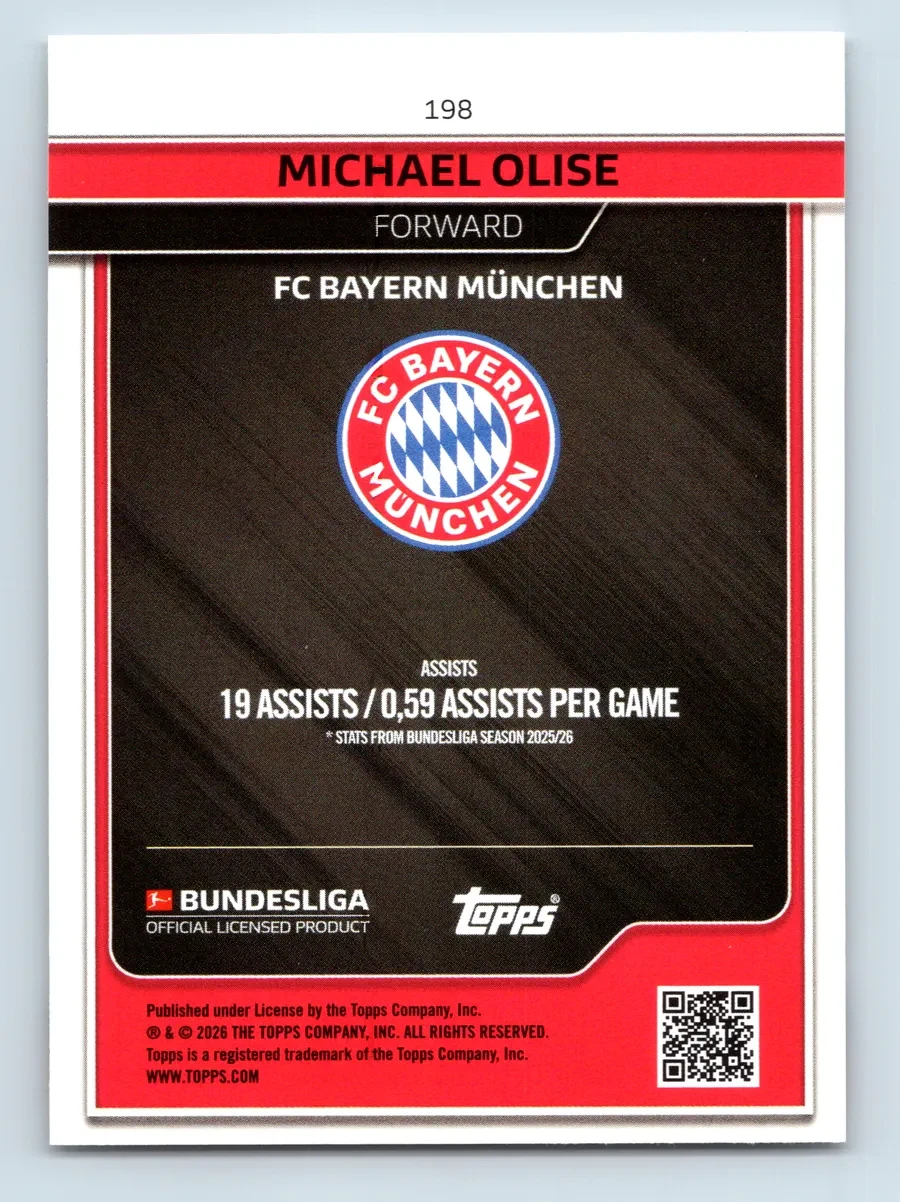 198
MICHAEL OLISE
FORWARD
FC BAYERN MÜNCHEN
FC BAYERN
MÜNCHEN
ASSISTS
19 ASSISTS / 0,59 ASSISTS PER GAME
* STATS FROM BUNDESLIGA SEASON 2025/26
BUNDESLIGA
OFFICIAL LICENSED PRODUCT
topps®
Published under License by the Topps Company, Inc.
® & © 2026 THE TOPPS COMPANY, INC. ALL RIGHTS RESERVED.
Topps is a registered trademark of the Topps Company, Inc.
WWW.TOPPS.COM